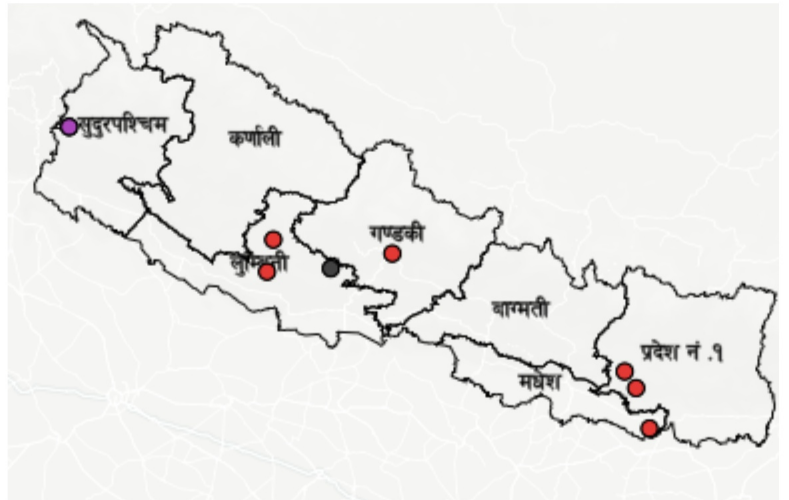 सुदुरपश्चिम
कर्णाली
गण्डकी
लुम्बिनी
बाग्मती
प्रदेश नं .१
मधेश